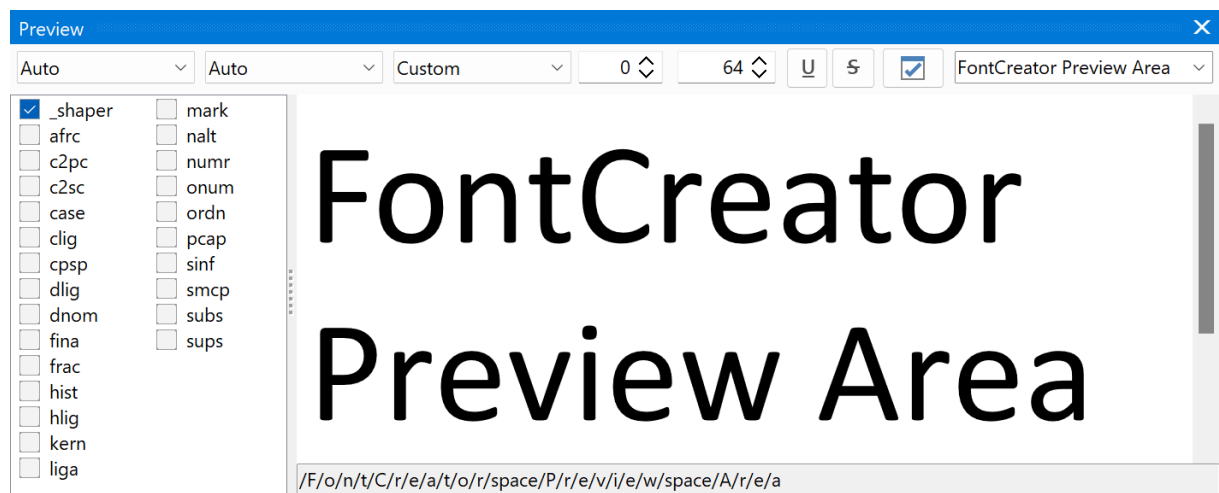 Preview
Auto Auto Custom 0 64 U S FontCreator Preview Area
_shaper mark
afrc nalt
c2pc numr
c2sc onum
case ordn
clig pcap
cpsp sinf
dlig smcp
dnom subs
fina sups
frac
hist
hlig
kern
liga
FontCreator
Preview Area
/F/o/n/t/C/r/e/a/t/o/r/space/P/r/e/v/i/e/w/space/A/r/e/a